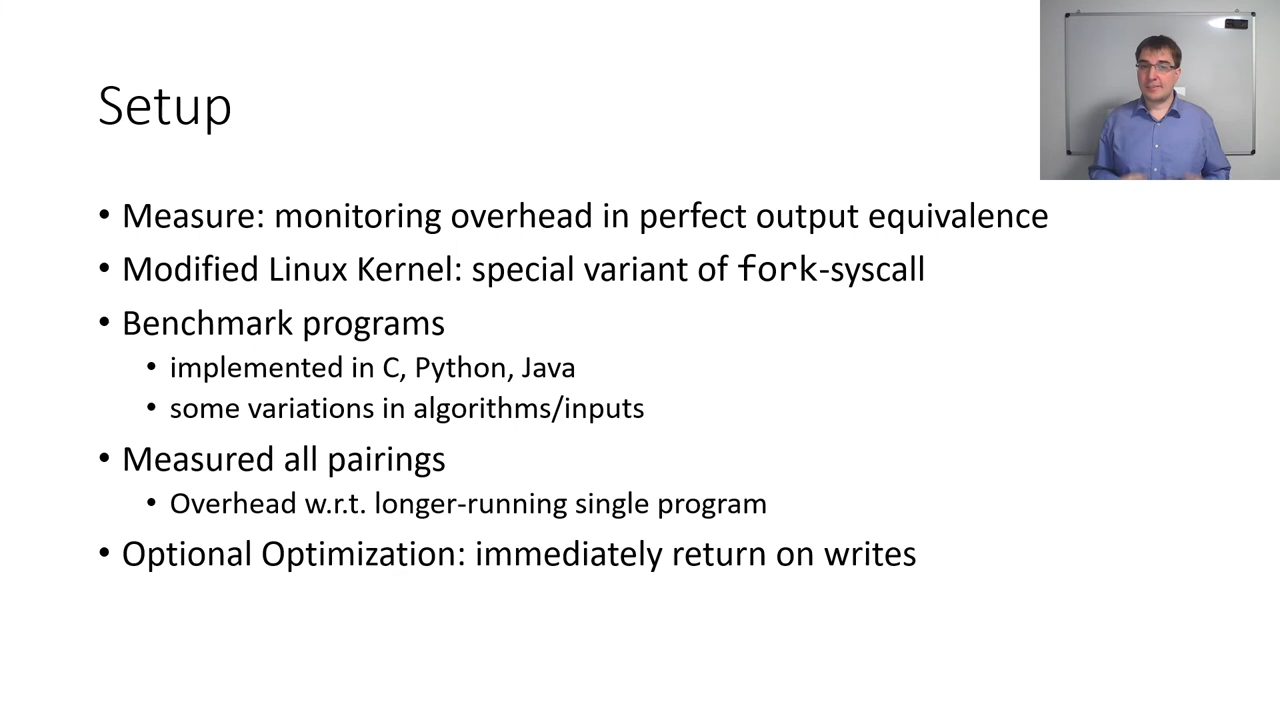 Setup
• Measure: monitoring overhead in perfect output equivalence
• Modified Linux Kernel: special variant of fork-syscall
• Benchmark programs
• implemented in C, Python, Java
• some variations in algorithms/inputs
• Measured all pairings
• Overhead w.r.t. longer-running single program
• Optional Optimization: immediately return on writes